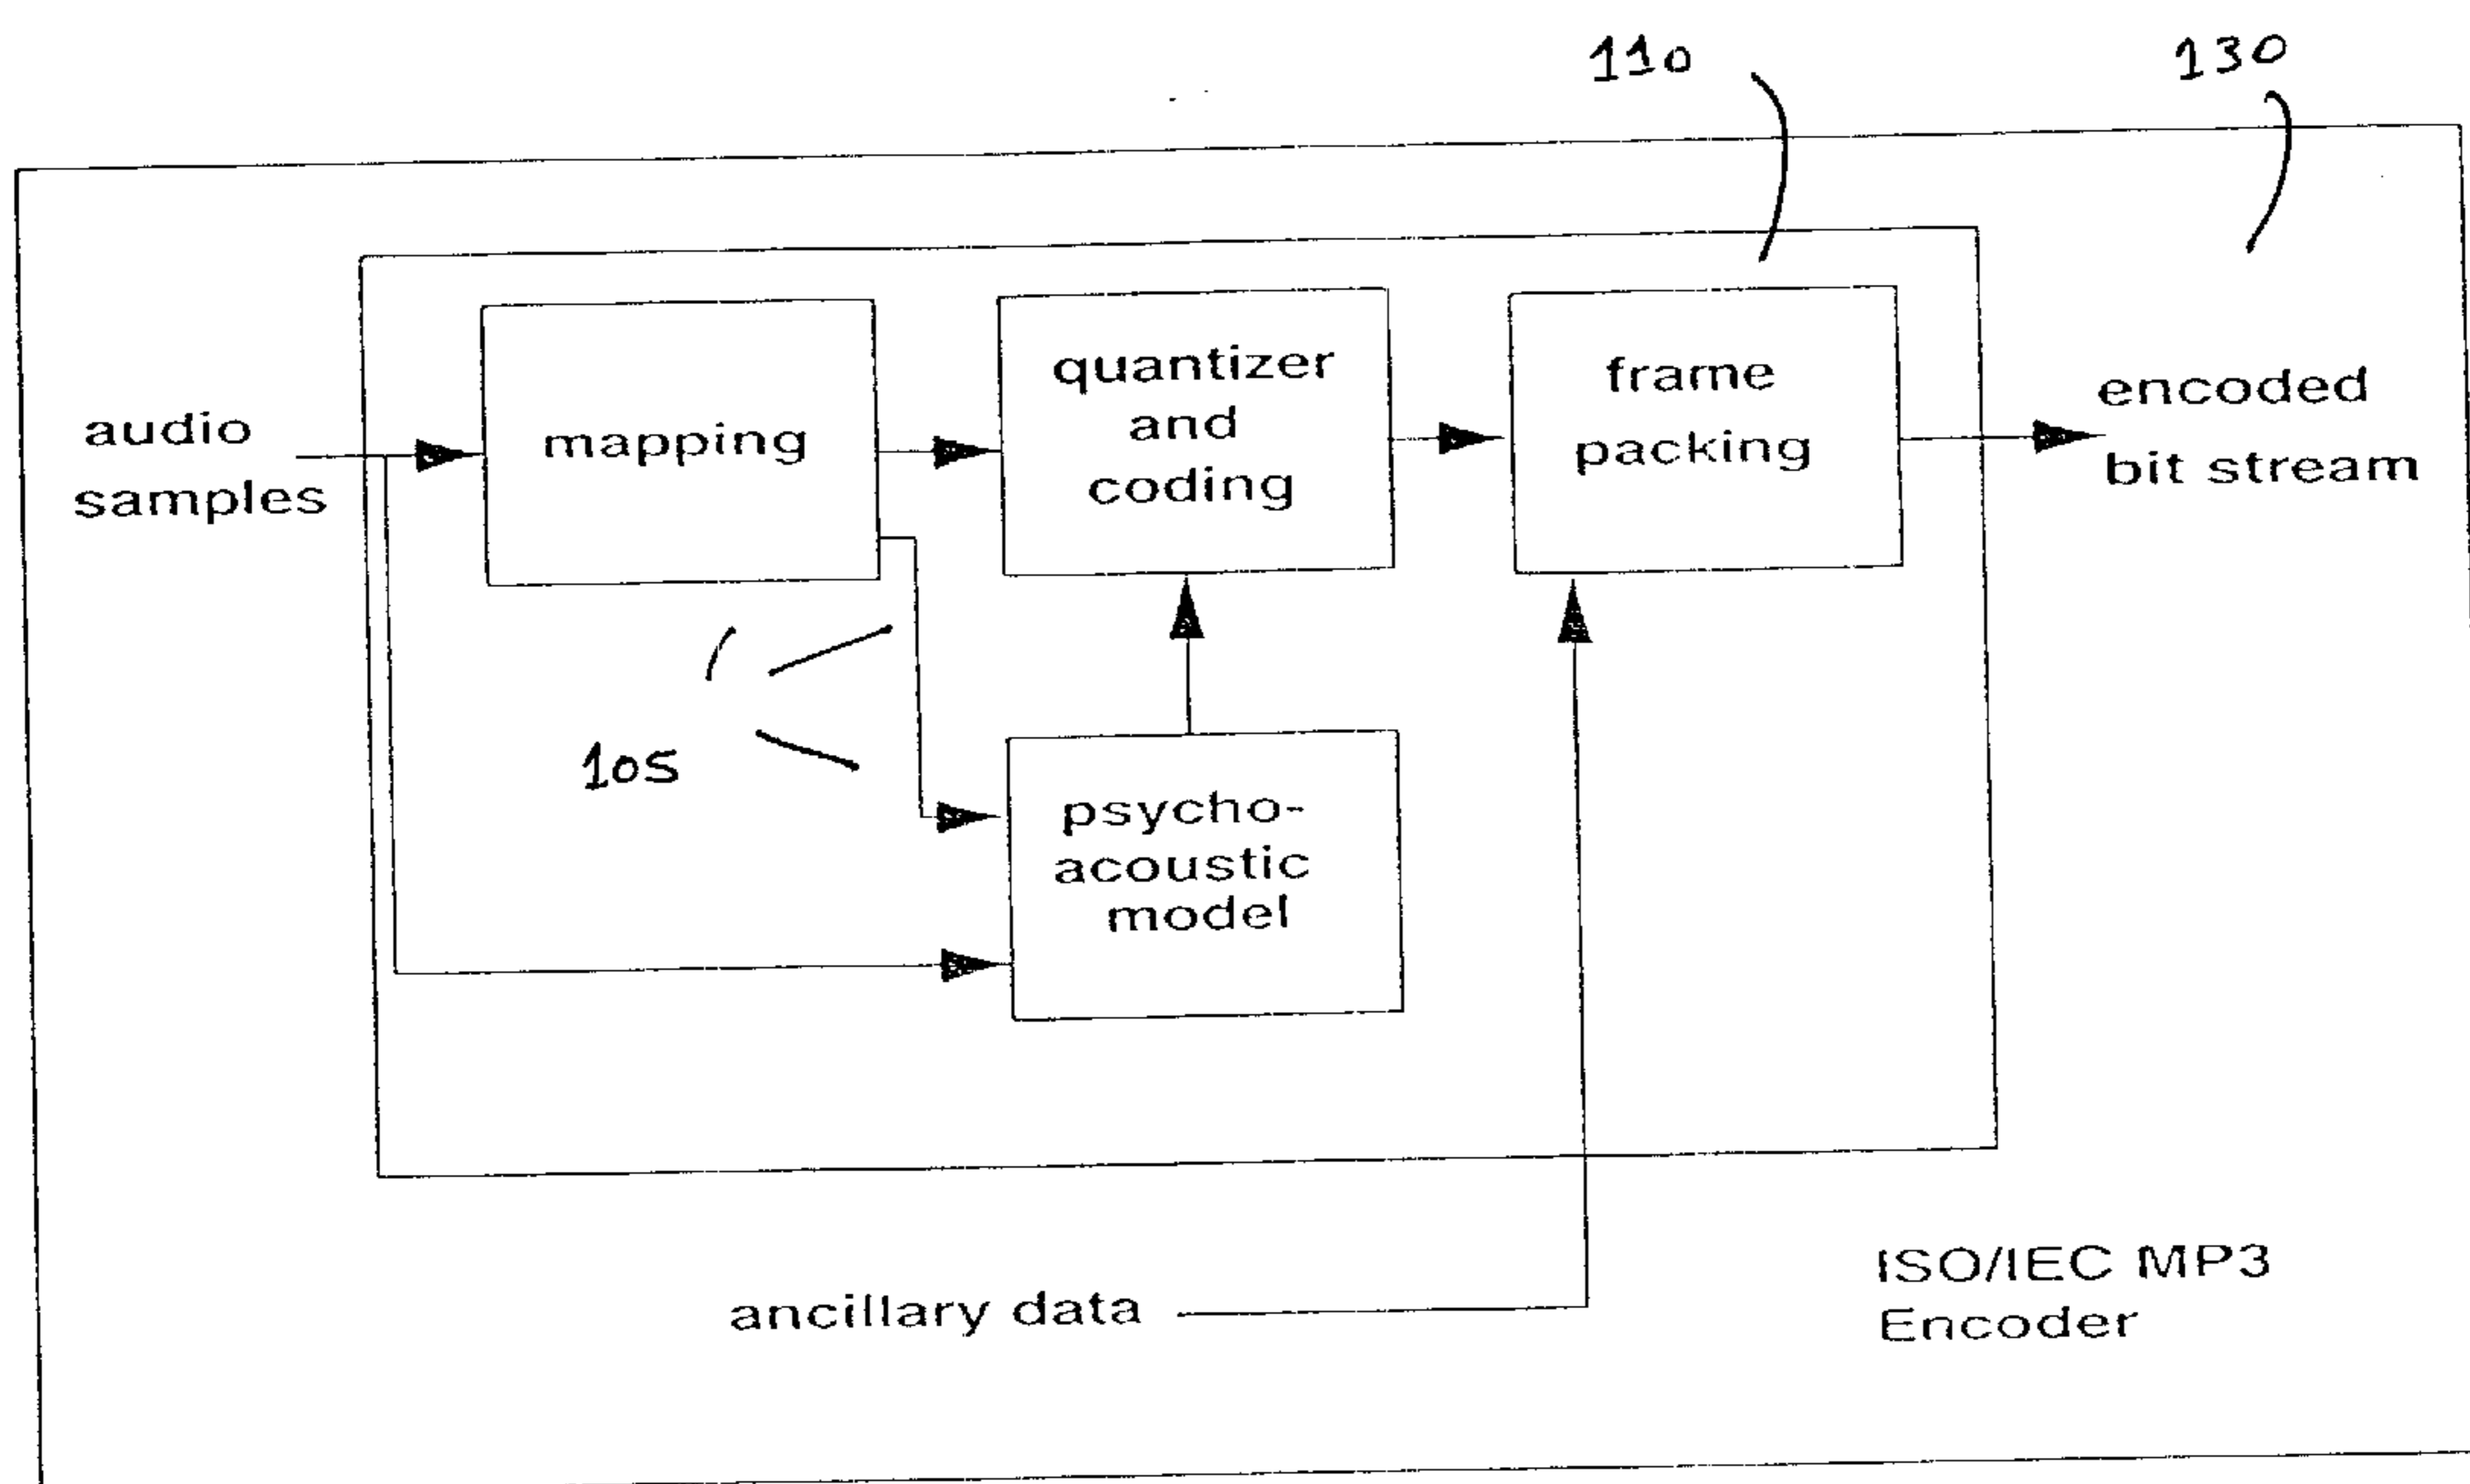 110
130
audio
samples
mapping
quantizer
and
coding
frame
packing
encoded
bit stream
105
psycho-
acoustic
model
ancillary data
ISO/IEC MP3
Encoder